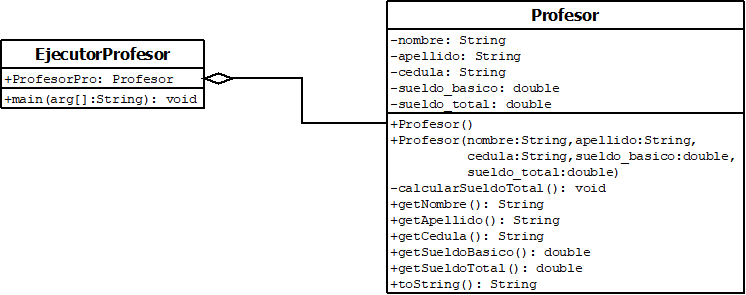 EjecutorProfesor
+ProfesorPro: Profesor
+main(arg[]:String): void
Profesor
-nombre: String
-apellido: String
-cedula: String
-sueldo_basico: double
-sueldo_total: double
+Profesor()
+Profesor(nombre:String,apellido:String,
cedula:String,sueldo_basico:double,
sueldo_total:double)
-calcularSueldoTotal(): void
+getNombre(): String
+getApellido(): String
+getCedula(): String
+getSueldoBasico(): double
+getSueldoTotal(): double
+toString(): String